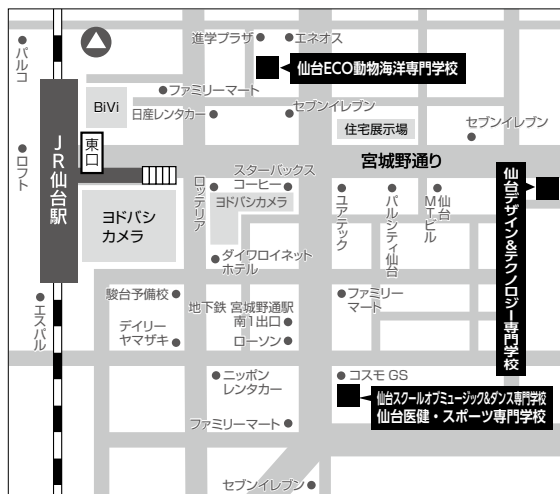 進学プラザ
エネオス
仙台ECO動物海洋専門学校
パルコ
ファミリーマート
BiVi
日産レンタカー
セブンイレブン
住宅展示場
セブンイレブン
東口
宮城野通り
ロフト
JR仙台駅
ロッテリア
スターバックス
コーヒー
ヨドバシカメラ
ユアテック
パルシティ仙台
仙台
MTビル
仙台デザイン&テクノロジー専門学校
ヨドバシ
カメラ
ダイワロイネット
ホテル
エスパル
駿台予備校
地下鉄 宮城野通駅
南1出口
ファミリー
マート
デイリー
ヤマザキ
ローソン
ニッポン
レンタカー
コスモ GS
仙台スクールオブミュージック&ダンス専門学校
仙台医健・スポーツ専門学校
ファミリーマート
セブンイレブン